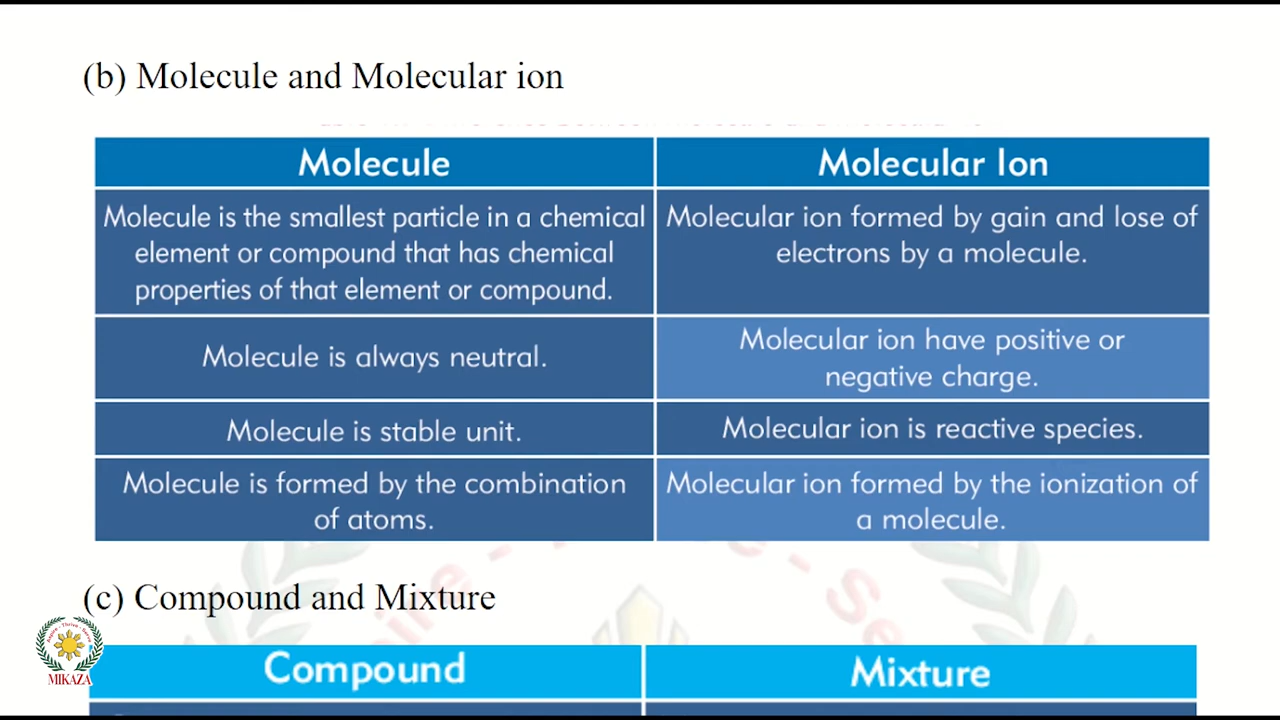 (b) Molecule and Molecular ion
Molecule
Molecular Ion
Molecule is the smallest particle in a chemical
element or compound that has chemical
properties of that element or compound.
Molecular ion formed by gain and lose of
electrons by a molecule.
Molecule is always neutral.
Molecular ion have positive or
negative charge.
Molecule is stable unit.
Molecular ion is reactive species.
Molecule is formed by the combination
of atoms.
Molecular ion formed by the ionization of
a molecule.
(c) Compound and Mixture
Compound
Mixture
MIKAZA